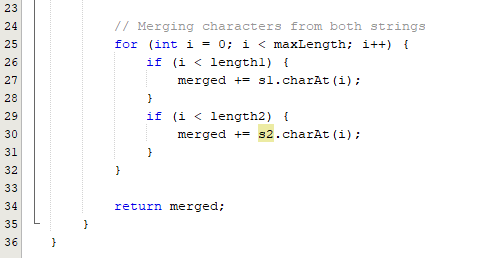 23
24 // Merging characters from both strings
25 for (int i = 0; i < maxLength; i++) {
26 if (i < length1) {
27 merged += s1.charAt(i);
28 }
29 if (i < length2) {
30 merged += s2.charAt(i);
31 }
32 }
33
34 return merged;
35 }
36 }